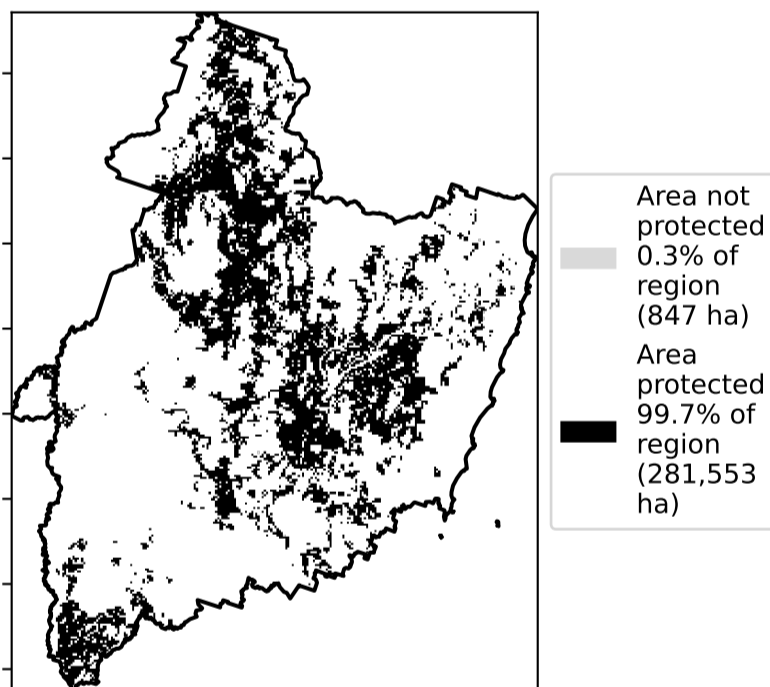 Area not
protected
0.3% of
region
(847 ha)
Area
protected
99.7% of
region
(281,553
ha)